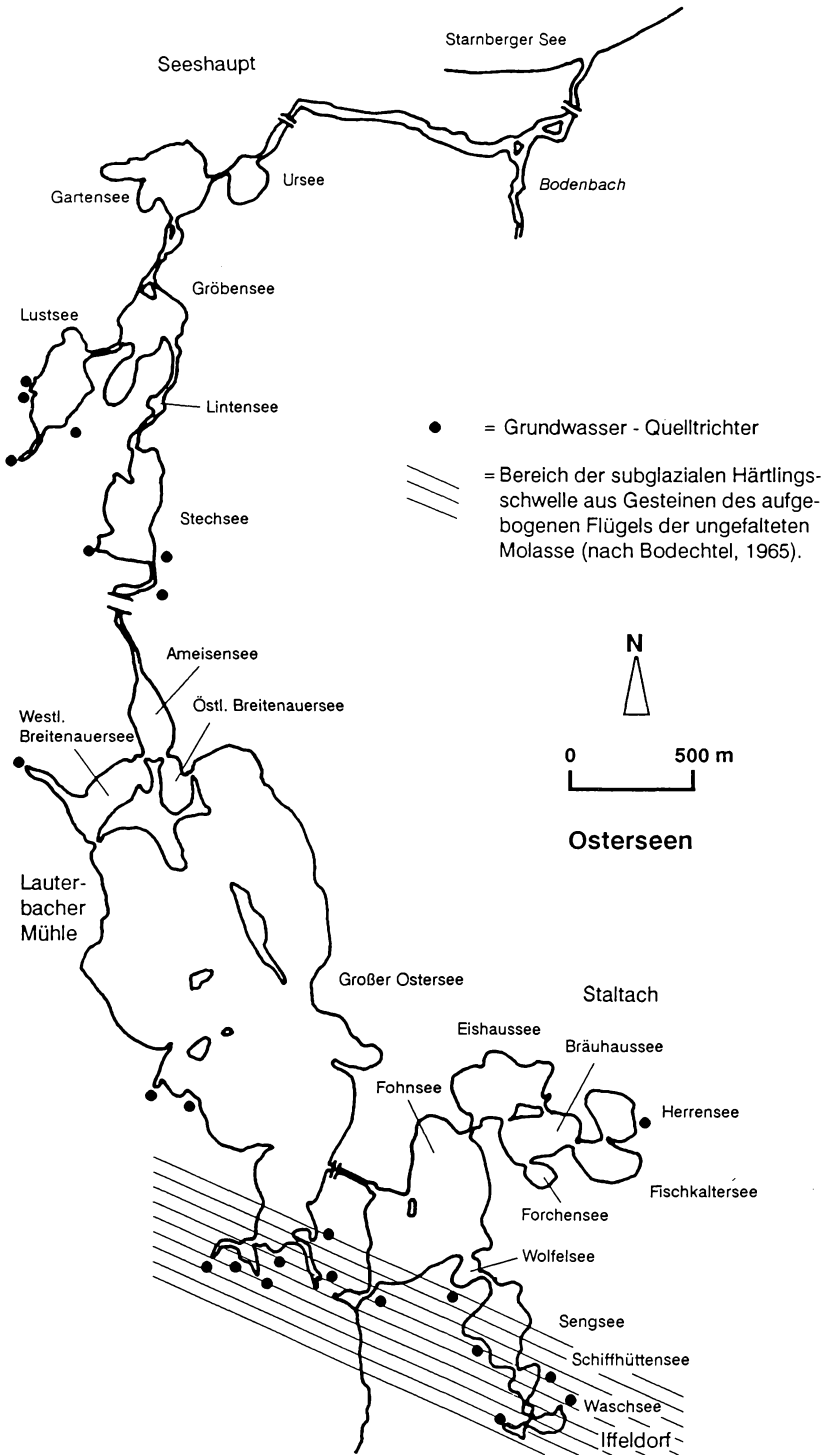 Starnberger See
Seeshaupt
Ursee
Gartensee
Bodenbach
Gröbensee
Lustsee
Lintensee
= Grundwasser - Quelltrichter
= Bereich der subglazialen Härtlings-
schwelle aus Gesteinen des aufge-
bogenen Flügels der ungefalteten
Molasse (nach Bodechtel, 1965).
Stechsee
N
Ameisensee
Östl. Breitenauersee
Westl.
Breitenauersee
0 500 m
Osterseen
Lauter-
bacher
Mühle
Großer Ostersee
Staltach
Eishaussee
Bräuhaussee
Fohnsee
Herrensee
Fischkaltersee
Forchensee
Wolfelsee
Sengsee
Schiffhüttensee
Waschsee
Iffeldorf